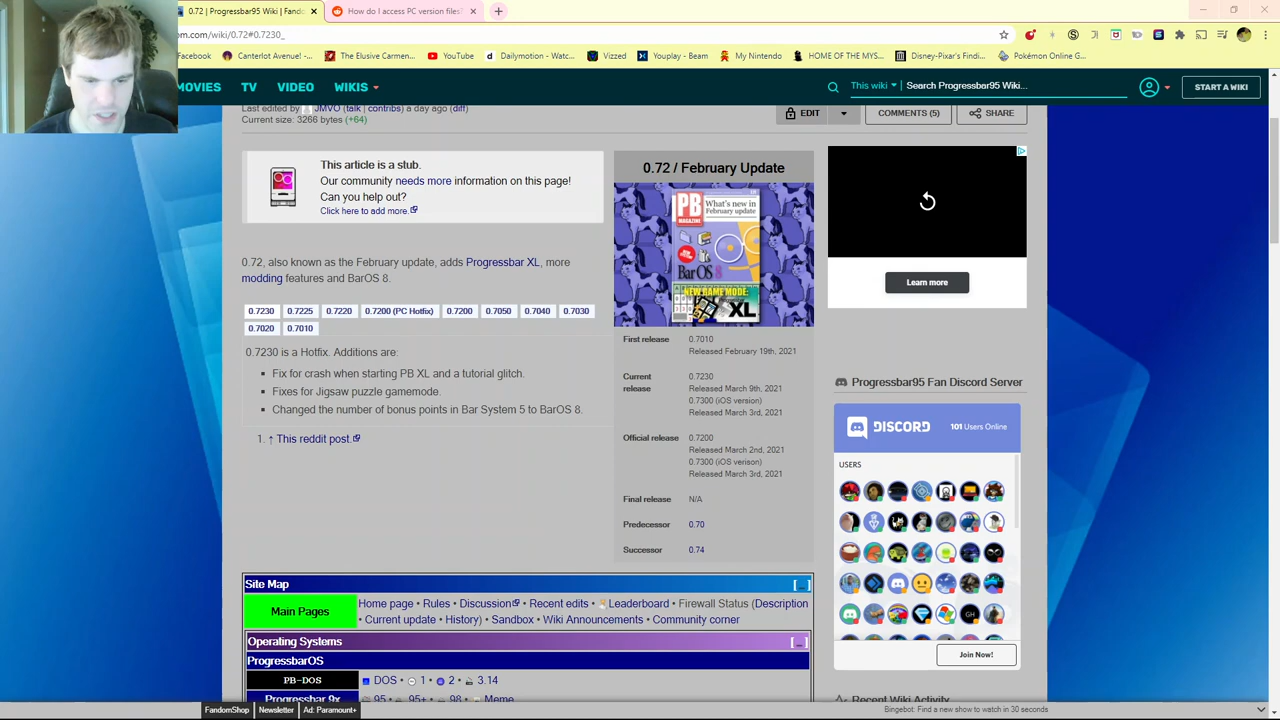 0.72 | Progressbar95 Wiki | Fando
How do I access PC version files?
om.com/wiki/0.72#0.7230_
Facebook
Canterlot Avenue! -...
The Elusive Carmen...
YouTube
Dailymotion - Watc...
Vizzed
Youplay - Beam
My Nintendo
HOME OF THE MYS...
Disney-Pixar's Findi...
Pokémon Online G...
MOVIES TV VIDEO WIKIS
This wiki
Search Progressbar95 Wiki...
START A WIKI
Last edited by JMVO (talk | contribs) a day ago (diff)
Current size: 3266 bytes (+64)
EDIT
COMMENTS (5)
SHARE
This article is a stub.
Our community needs more information on this page!
Can you help out?
Click here to add more.
0.72, also known as the February update, adds Progressbar XL, more
modding features and BarOS 8.
0.7230 0.7225 0.7220 0.7200 (PC Hotfix) 0.7200 0.7050 0.7040 0.7030
0.7020 0.7010
0.7230 is a Hotfix. Additions are:
Fix for crash when starting PB XL and a tutorial glitch.
Fixes for Jigsaw puzzle gamemode.
Changed the number of bonus points in Bar System 5 to BarOS 8.
1. ↑ This reddit post.
0.72 / February Update
PB
MAGAZINE
What's new in
February update
BarOS 8
NEW GAME MODE:
XL
First release 0.7010
Released February 19th, 2021
Current release 0.7230
Released March 9th, 2021
0.7300 (iOS version)
Released March 3rd, 2021
Official release 0.7200
Released March 2nd, 2021
0.7300 (iOS verison)
Released March 3rd, 2021
Final release N/A
Predecessor 0.70
Successor 0.74
Learn more
Progressbar95 Fan Discord Server
DISCORD 101 Users Online
USERS
GH
Join Now!
Recent Wiki Activity
Site Map [_]
Main Pages
Home page • Rules • Discussion • Recent edits • Leaderboard • Firewall Status (Description
• Current update • History) • Sandbox • Wiki Announcements • Community corner
Operating Systems [_]
ProgressbarOS
PB-DOS
DOS • 1 • 2 • 3.14
Progressbar 9x
95 • 95+ • 98 • Meme
FandomShop
Newsletter
Ad: Paramount+
Bingebot: Find a new show to watch in 30 seconds